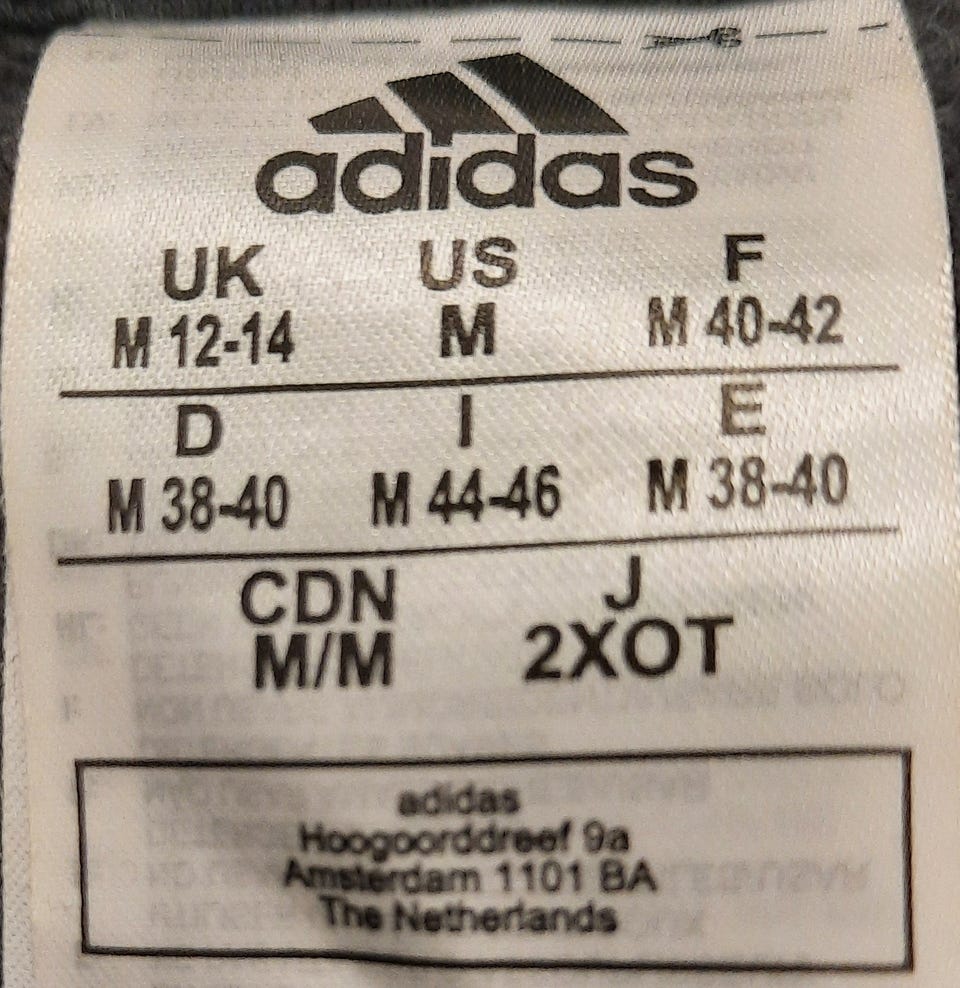 adidas
UK US F
M 12-14 M M 40-42
D I E
M 38-40 M 44-46 M 38-40
CDN J
M/M 2XOT
adidas
Hoogoorddreef 9a
Amsterdam 1101 BA
The Netherlands